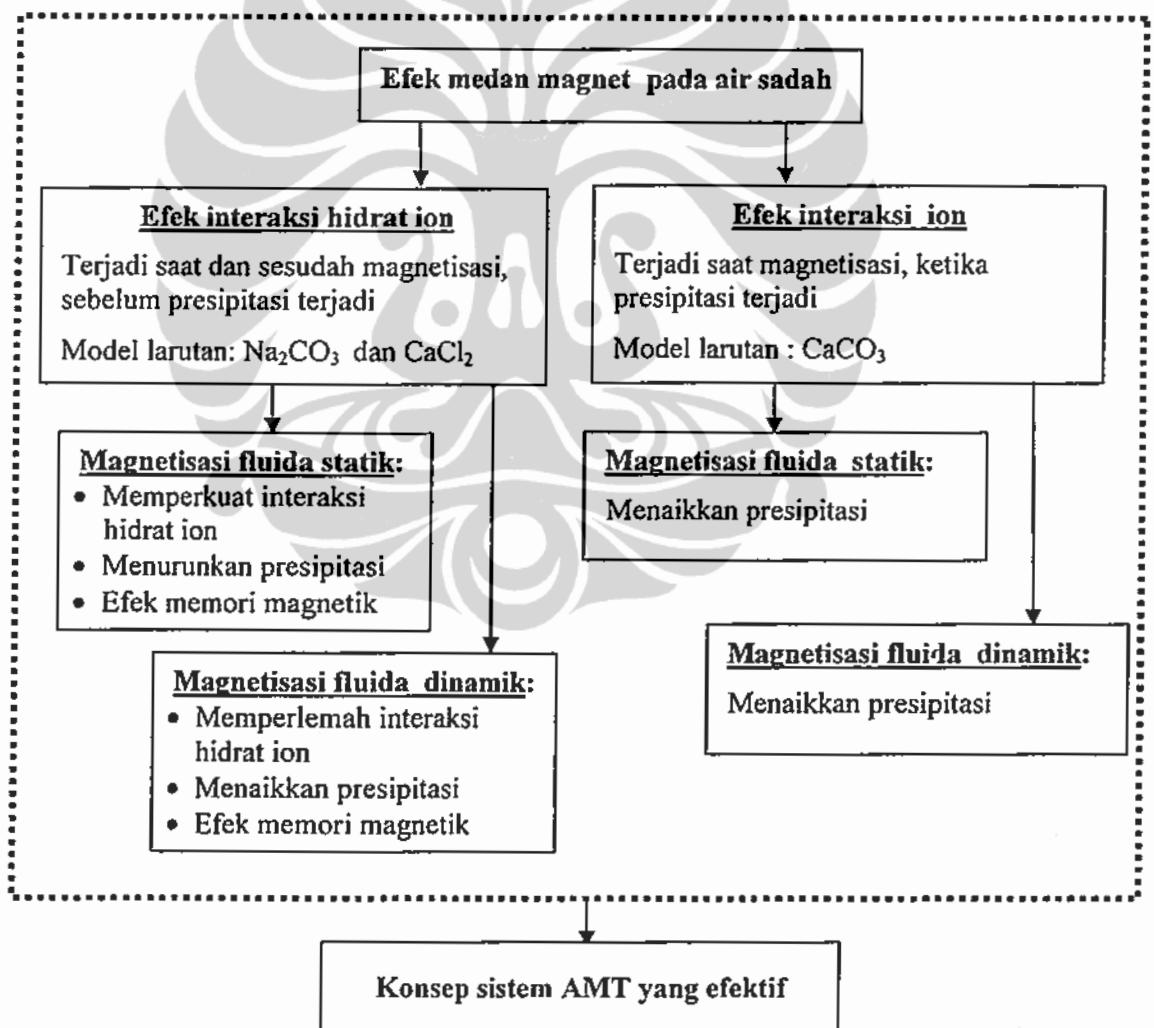 Efek medan magnet pada air sadah
Efek interaksi hidrat ion
Terjadi saat dan sesudah magnetisasi,
sebelum presipitasi terjadi
Model larutan: Na₂CO₃ dan CaCl₂
Efek interaksi ion
Terjadi saat magnetisasi, ketika
presipitasi terjadi
Model larutan : CaCO₃
Magnetisasi fluida statik:
• Memperkuat interaksi
hidrat ion
• Menurunkan presipitasi
• Efek memori magnetik
Magnetisasi fluida dinamik:
• Memperlemah interaksi
hidrat ion
• Menaikkan presipitasi
• Efek memori magnetik
Magnetisasi fluida statik:
Menaikkan presipitasi
Magnetisasi fluida dinamik:
Menaikkan presipitasi
Konsep sistem AMT yang efektif